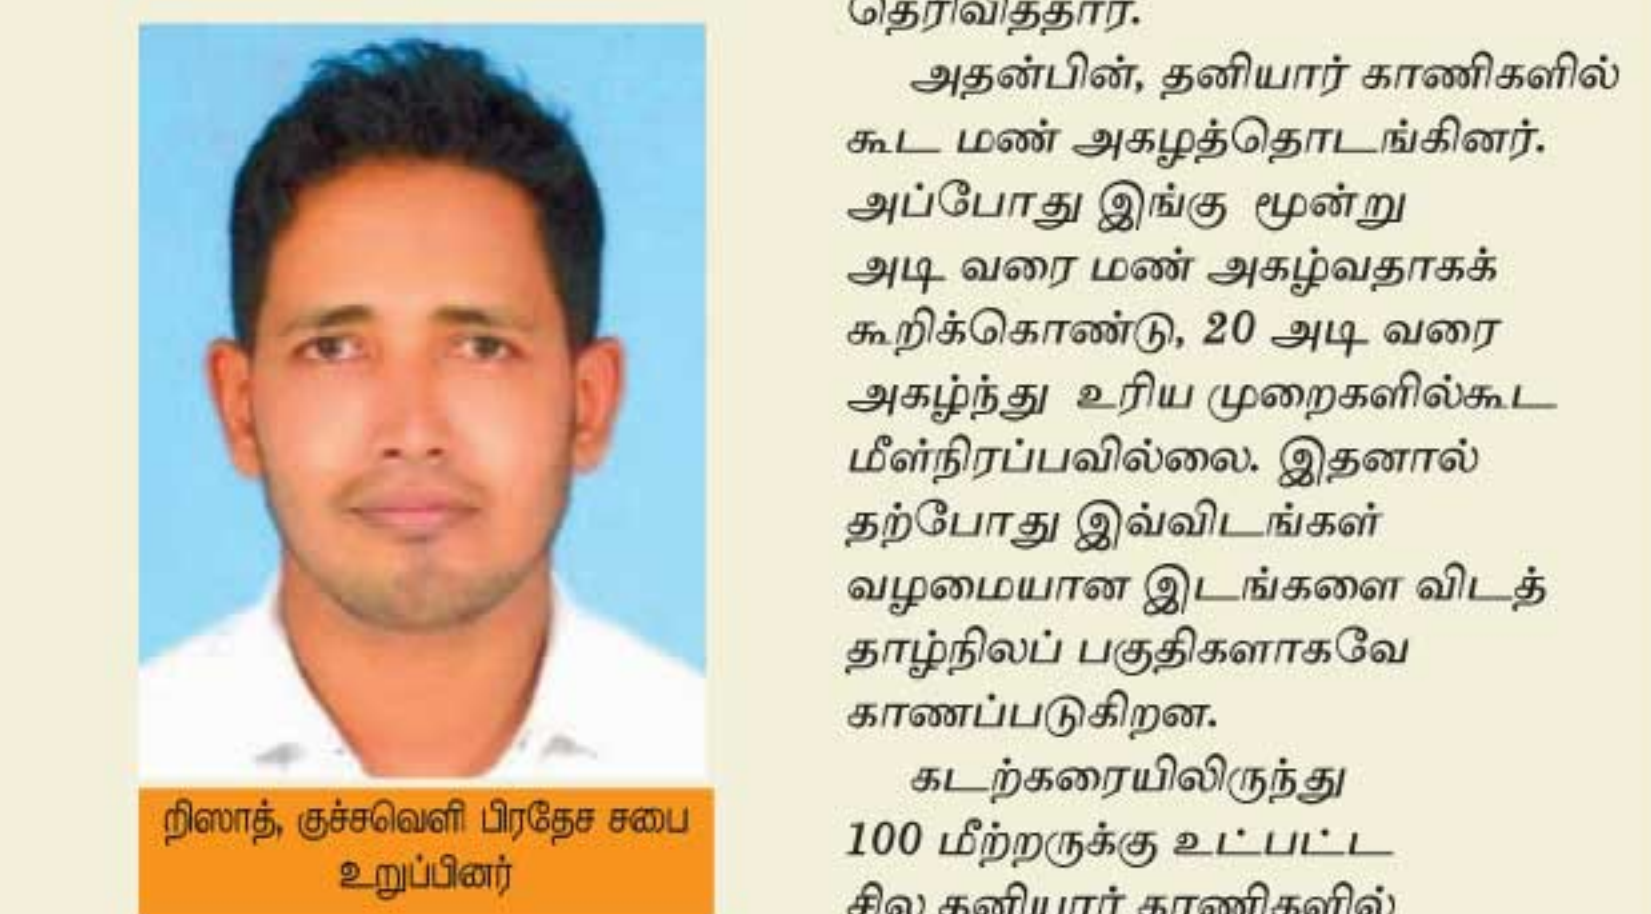 றிஸாத், குச்சவெளி பிரதேச சபை
உறுப்பினர்
தெரிவித்தார்.
அதன்பின், தனியார் காணிகளில்
கூட மண் அகழத்தொடங்கினர்.
அப்போது இங்கு மூன்று
அடி வரை மண் அகழ்வதாகக்
கூறிக்கொண்டு, 20 அடி வரை
அகழ்ந்து உரிய முறைகளில்கூட
மீள்நிரப்பவில்லை. இதனால்
தற்போது இவ்விடங்கள்
வழமையான இடங்களை விடத்
தாழ்நிலப் பகுதிகளாகவே
காணப்படுகிறன.
கடற்கரையிலிருந்து
100 மீற்றருக்கு உட்பட்ட
சில தனியார் காணிகளில்